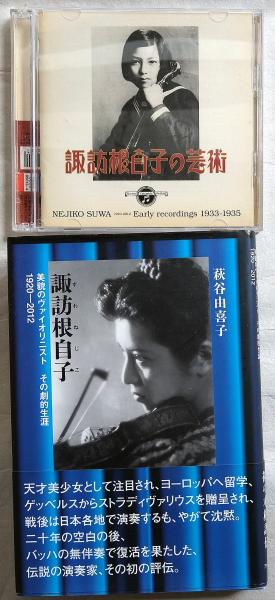 諏訪根自子の芸術
NEJIKO SUWA 1920-2012 Early recordings 1933-1935
萩谷由喜子
諏訪根自子
すわねじこ
美貌のヴァイオリニスト その劇的生涯
1920─2012
天才美少女として注目され、ヨーロッパへ留学、
ゲッベルスからストラディヴァリウスを贈呈され、
戦後は日本各地で演奏するも、やがて沈黙。
二十年の空白の後、
バッハの無伴奏で復活を果たした、
伝説の演奏家、その初の評伝。